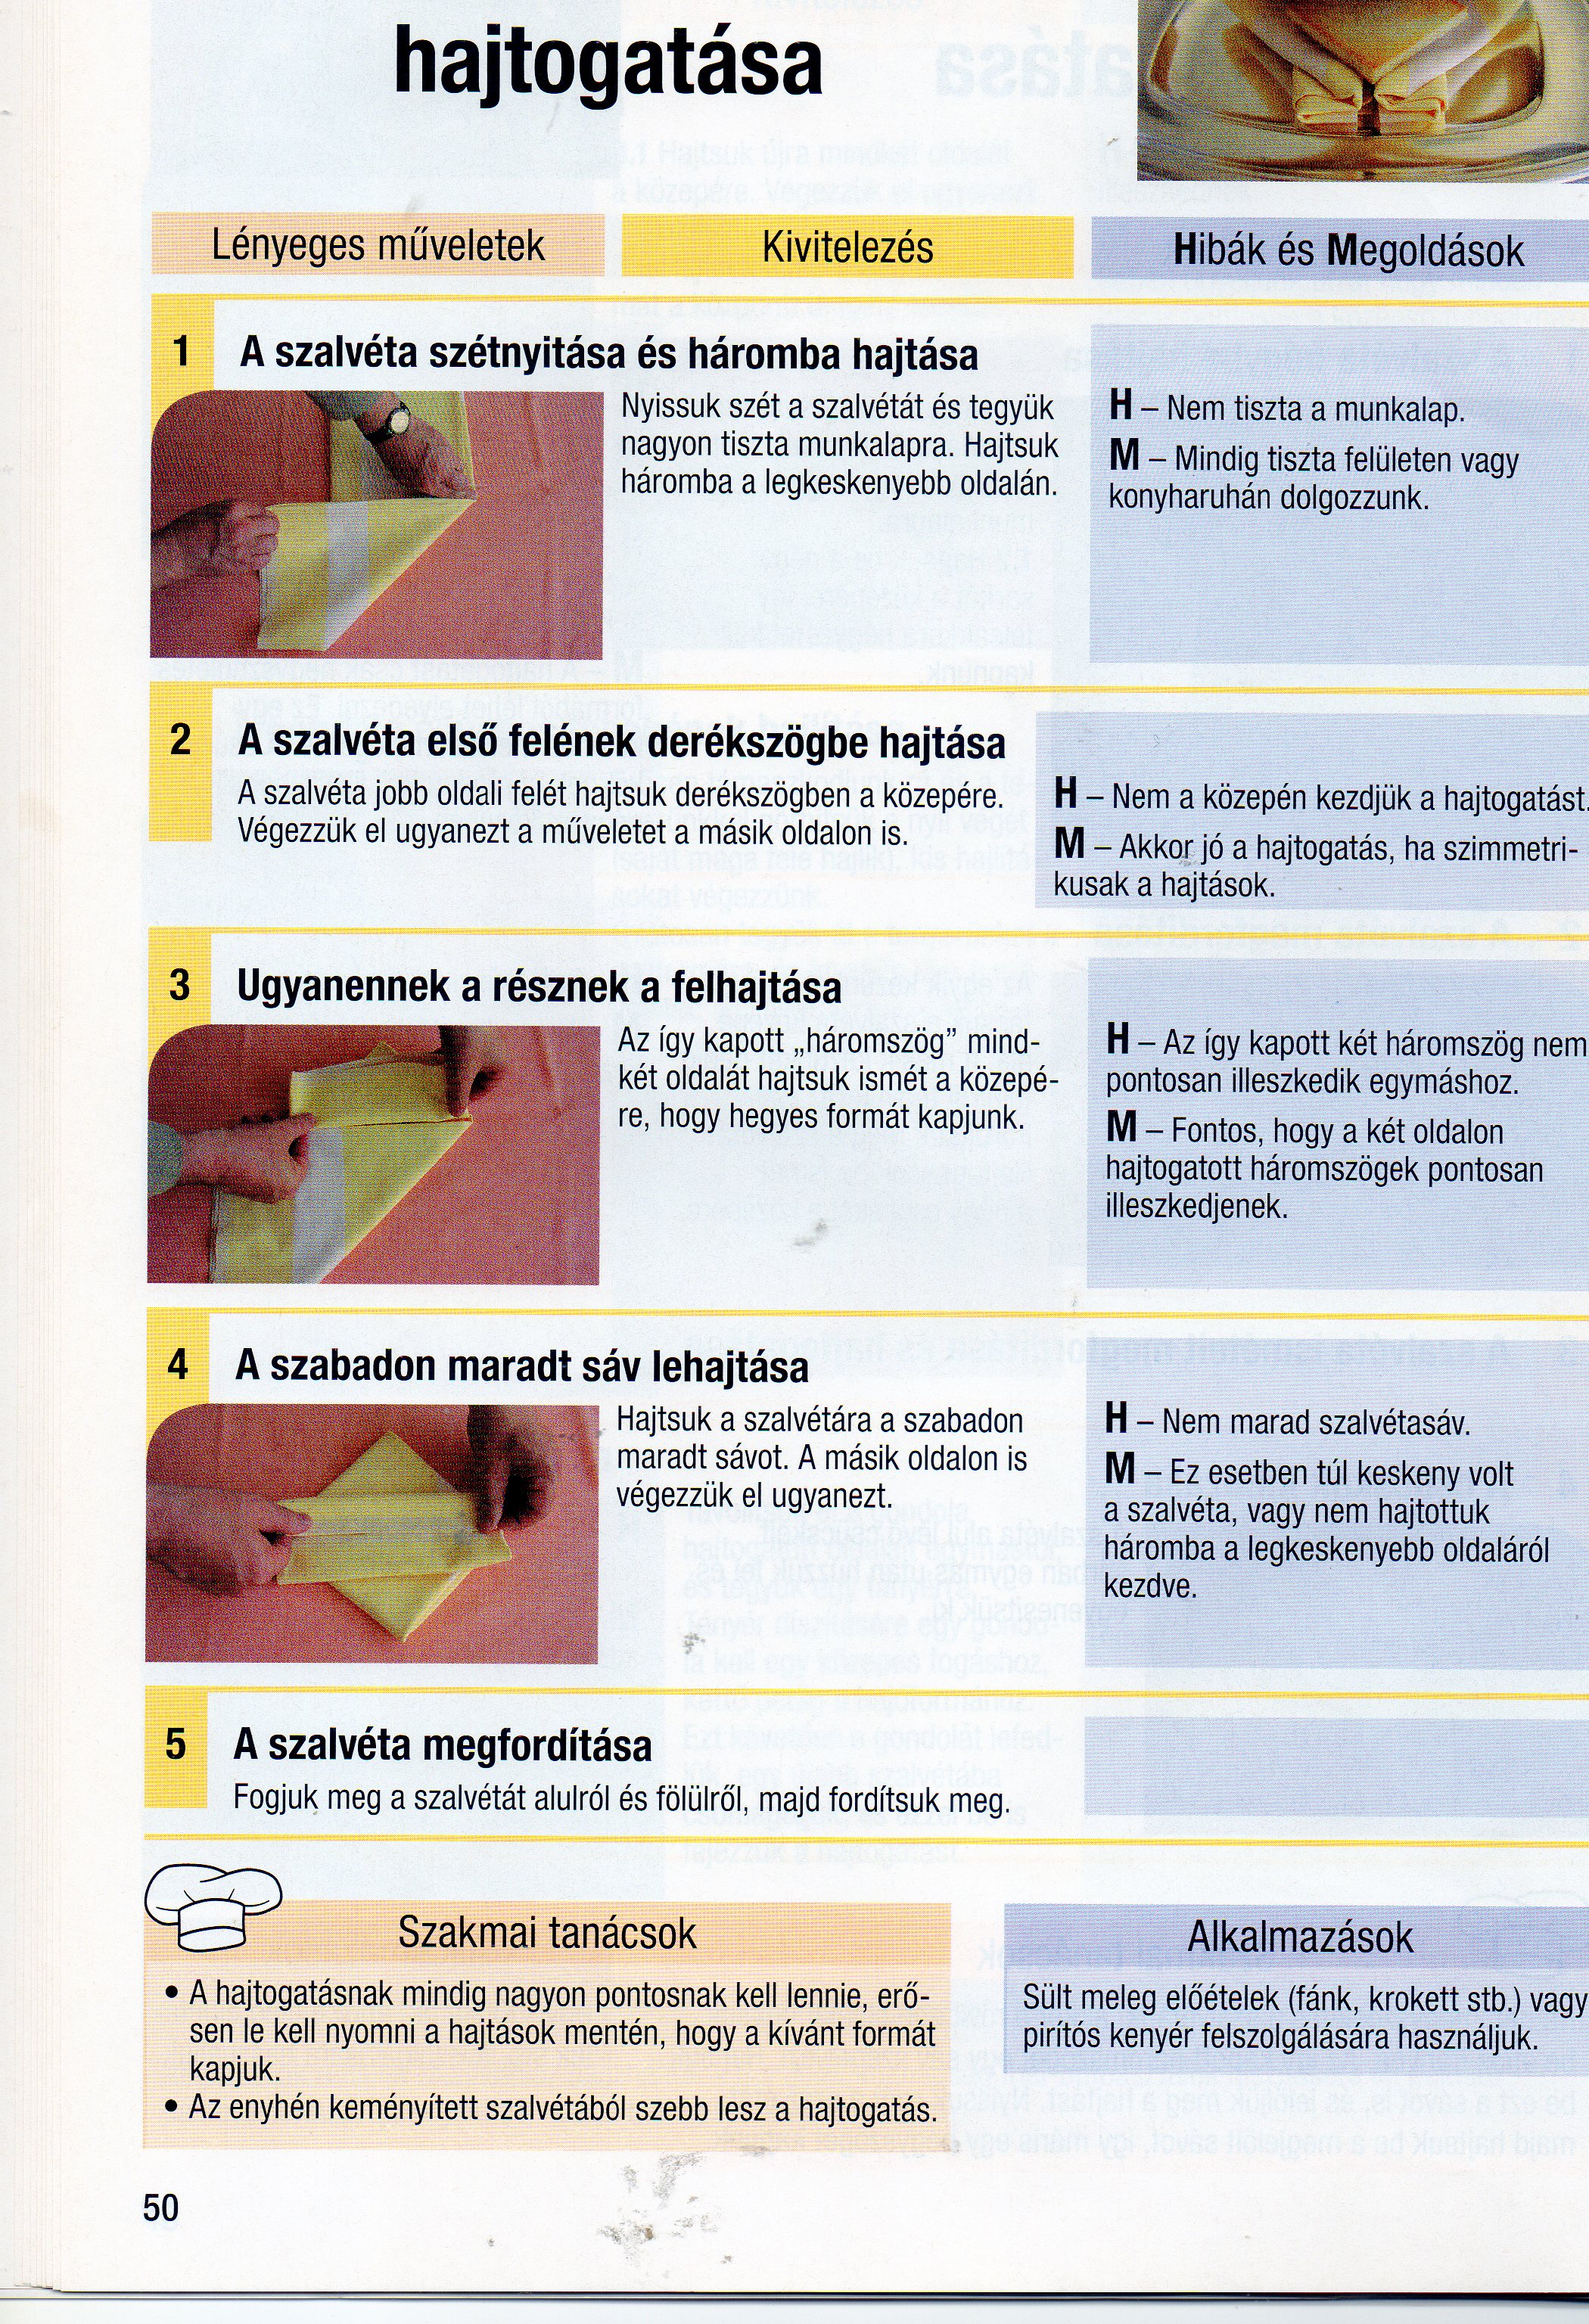 hajtogatása
Lényeges műveletek
Kivitelezés
Hibák és Megoldások
1
A szalvéta szétnyitása és háromba hajtása
Nyissuk szét a szalvétát és tegyük
nagyon tiszta munkalapra. Hajtsuk
háromba a legkeskenyebb oldalán.
H – Nem tiszta a munkalap.
M – Mindig tiszta felületen vagy
konyharuhán dolgozzunk.
2
A szalvéta első felének derékszögbe hajtása
A szalvéta jobb oldali felét hajtsuk derékszögben a közepére.
Végezzük el ugyanezt a műveletet a másik oldalon is.
H – Nem a közepén kezdjük a hajtogatást.
M – Akkor jó a hajtogatás, ha szimmetri-
kusak a hajtások.
3
Ugyanennek a résznek a felhajtása
Az így kapott „háromszög” mind-
két oldalát hajtsuk ismét a közepé-
re, hogy hegyes formát kapjunk.
H – Az így kapott két háromszög nem
pontosan illeszkedik egymáshoz.
M – Fontos, hogy a két oldalon
hajtogatott háromszögek pontosan
illeszkedjenek.
4
A szabadon maradt sáv lehajtása
Hajtsuk a szalvétára a szabadon
maradt sávot. A másik oldalon is
végezzük el ugyanezt.
H – Nem marad szalvétasáv.
M – Ez esetben túl keskeny volt
a szalvéta, vagy nem hajtottuk
háromba a legkeskenyebb oldaláról
kezdve.
5
A szalvéta megfordítása
Fogjuk meg a szalvétát alulról és fölülről, majd fordítsuk meg.
Szakmai tanácsok
• A hajtogatásnak mindig nagyon pontosnak kell lennie, erő-
sen le kell nyomni a hajtások mentén, hogy a kívánt formát
kapjuk.
• Az enyhén keményített szalvétából szebb lesz a hajtogatás.
Alkalmazások
Sült meleg előételek (fánk, krokett stb.) vagy
pirítós kenyér felszolgálására használjuk.
50